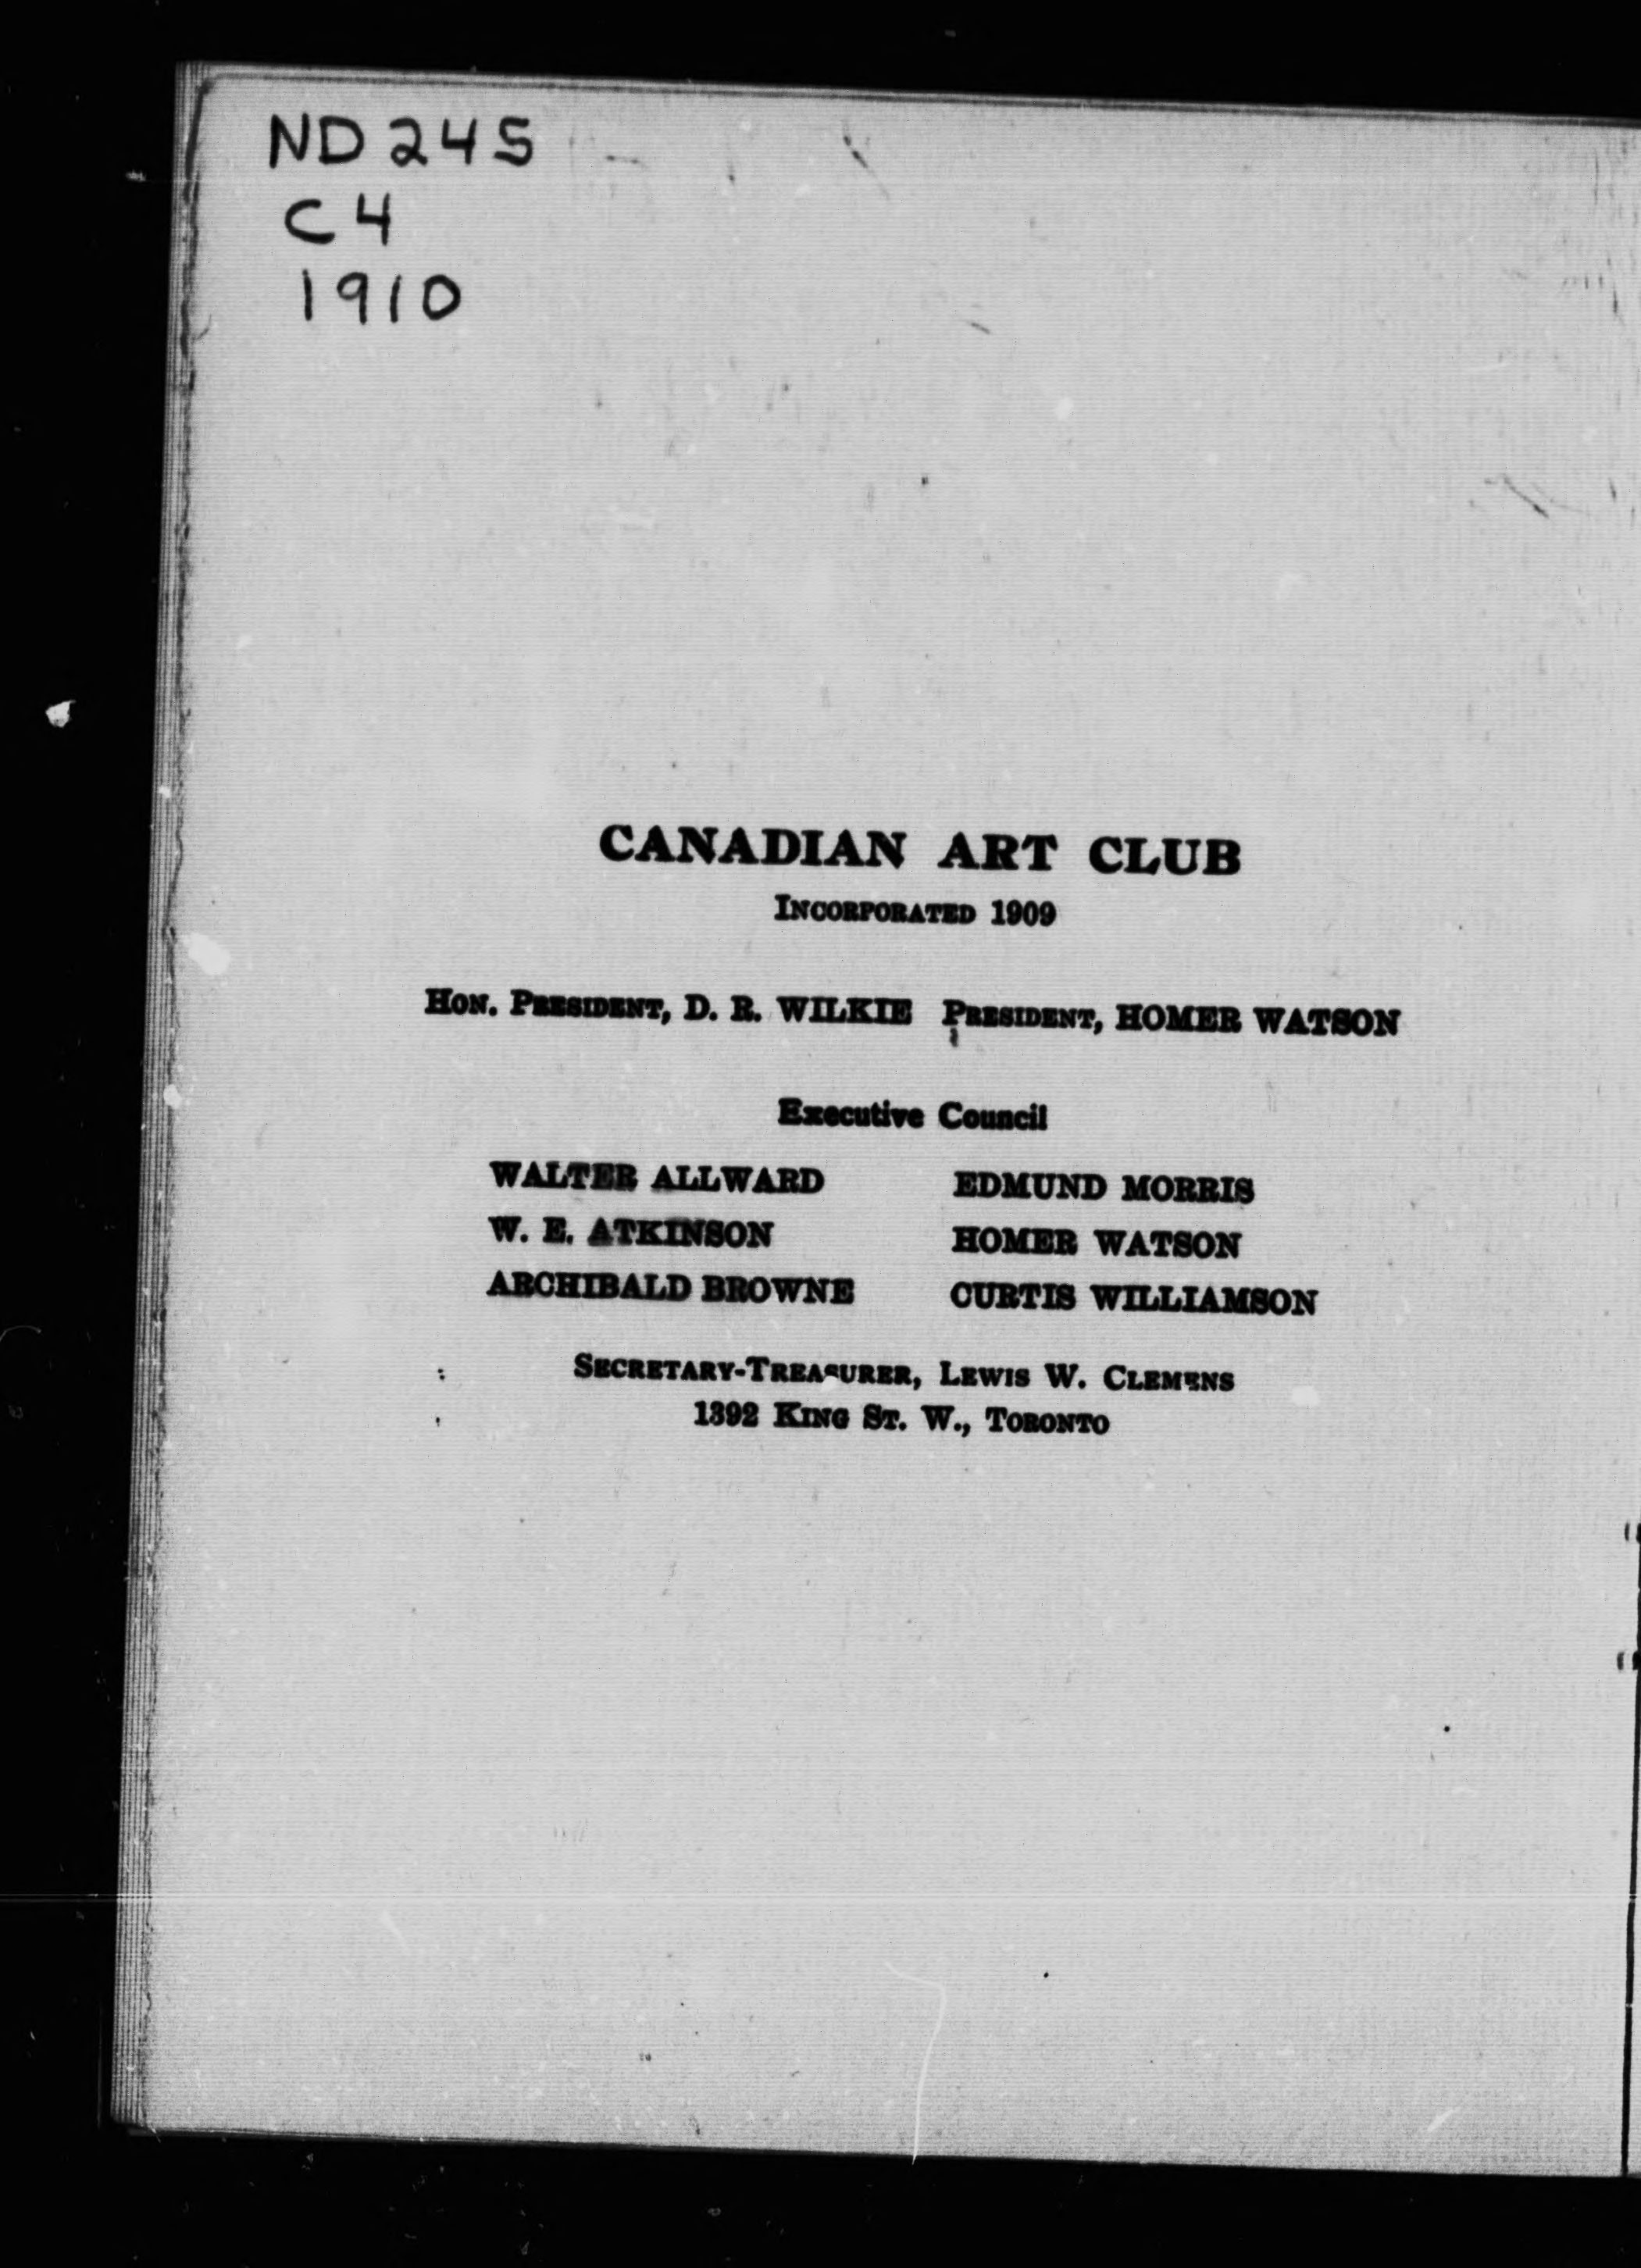 ND 245
C4
1910
CANADIAN ART CLUB
INCORPORATED 1909
HON. PRESIDENT, D. R. WILKIE PRESIDENT, HOMER WATSON
Executive Council
WALTER ALLWARD EDMUND MORRIS
W. E. ATKINSON HOMER WATSON
ARCHIBALD BROWNE CURTIS WILLIAMSON
SECRETARY-TREASURER, LEWIS W. CLEMENS
1392 KING ST. W., TORONTO